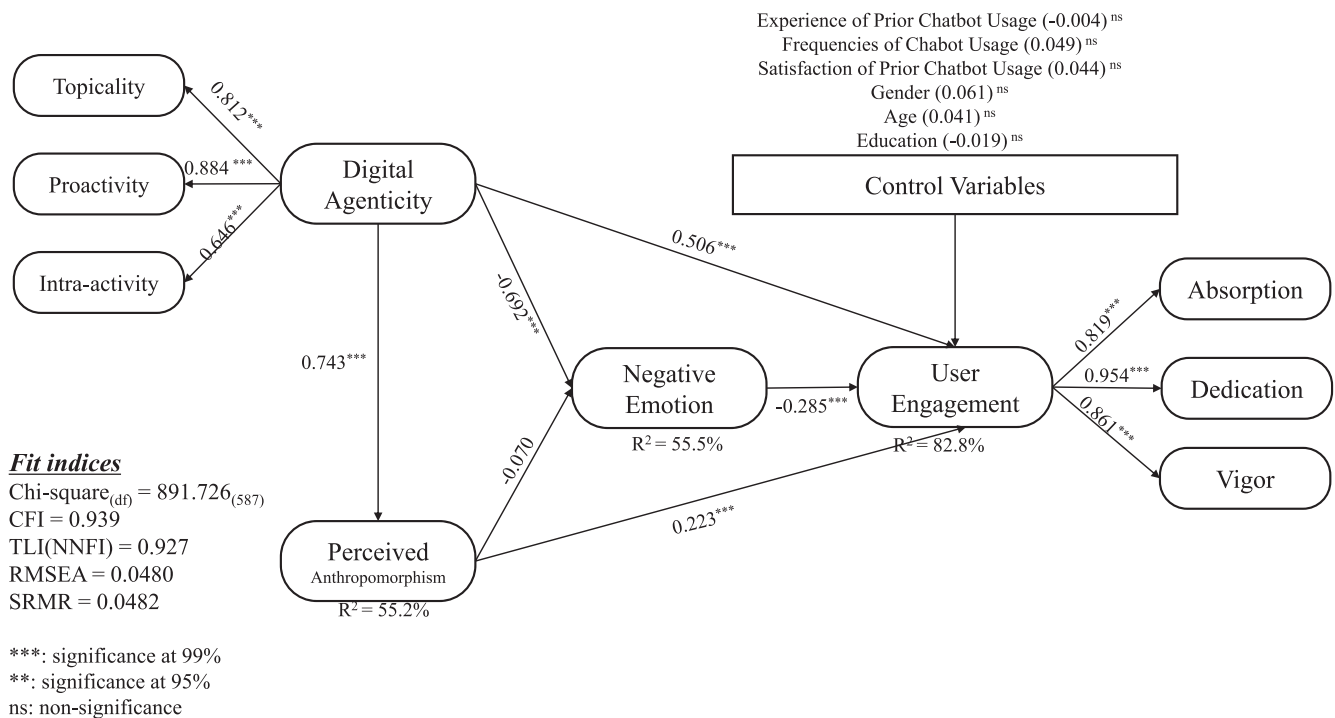 Experience of Prior Chatbot Usage (-0.004) ns
Frequencies of Chabot Usage (0.049) ns
Satisfaction of Prior Chatbot Usage (0.044) ns
Gender (0.061) ns
Age (0.041) ns
Education (-0.019) ns
Control Variables
Topicality
Proactivity
Intra-activity
0.812***
0.884 ***
0.646***
Digital
Agenticity
0.506***
-0.692***
0.743***
Negative
Emotion
R2 = 55.5%
-0.285***
-0.070
0.223***
User
Engagement
R2 = 82.8%
0.819***
0.954***
0.861***
Absorption
Dedication
Vigor
Perceived
Anthropomorphism
R2 = 55.2%
Fit indices
Chi-square(df) = 891.726(587)
CFI = 0.939
TLI(NNFI) = 0.927
RMSEA = 0.0480
SRMR = 0.0482
***: significance at 99%
**: significance at 95%
ns: non-significance